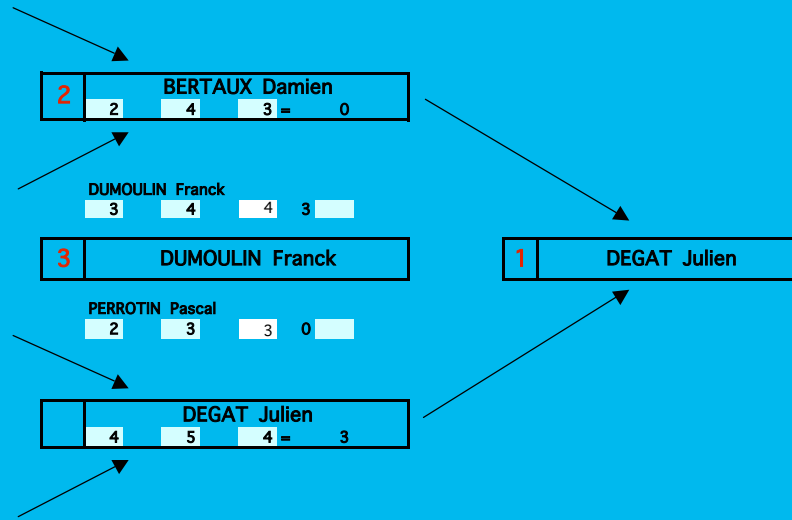 2 BERTAUX Damien
2 4 3 = 0
DUMOULIN Franck
3 4 4 3
3 DUMOULIN Franck
1 DEGAT Julien
PERROTIN Pascal
2 3 3 0
DEGAT Julien
4 5 4 = 3